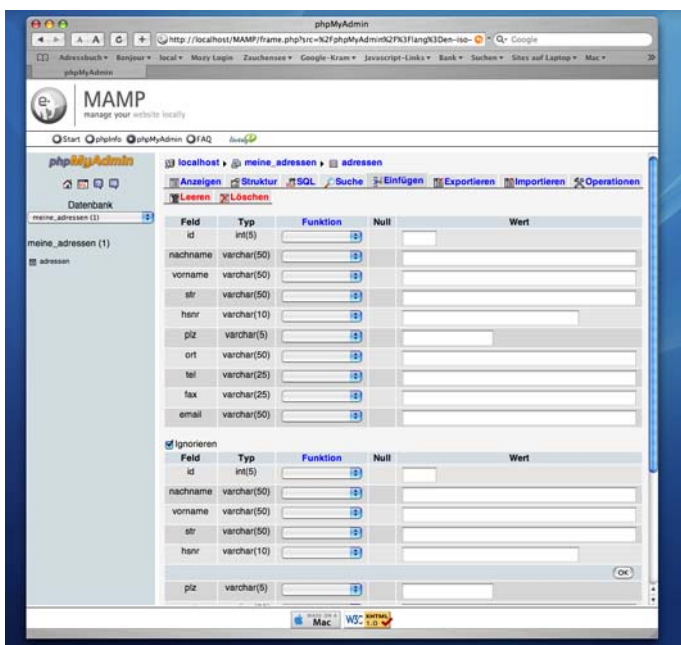 phpMyAdmin
A A C + http://localhost/MAMP/frame.php?src=%2FphpMyAdmin%2F%3Flang%3Den-iso- Q- Google
Adressbuch Bonjour local Mozy Login Zauchensee Google-Kram Javascript-Links Bank Suchen Sites auf Laptop Mac
phpMyAdmin
MAMP
manage your website locally
Start phpInfo phpMyAdmin FAQ
phpMyAdmin
Datenbank
meine_adressen (1)
meine_adressen (1)
adressen
localhost meine_adressen adressen
Anzeigen Struktur SQL Suche Einfügen Exportieren Importieren Operationen
Leeren Löschen
Feld Typ Funktion Null Wert
id int(5)
nachname varchar(50)
vorname varchar(50)
str varchar(50)
hsnr varchar(10)
plz varchar(5)
ort varchar(50)
tel varchar(25)
fax varchar(25)
email varchar(50)
Ignorieren
Feld Typ Funktion Null Wert
id int(5)
nachname varchar(50)
vorname varchar(50)
str varchar(50)
hsnr varchar(10)
OK
plz varchar(5)
MADE ON A Mac W3C XHTML 1.0